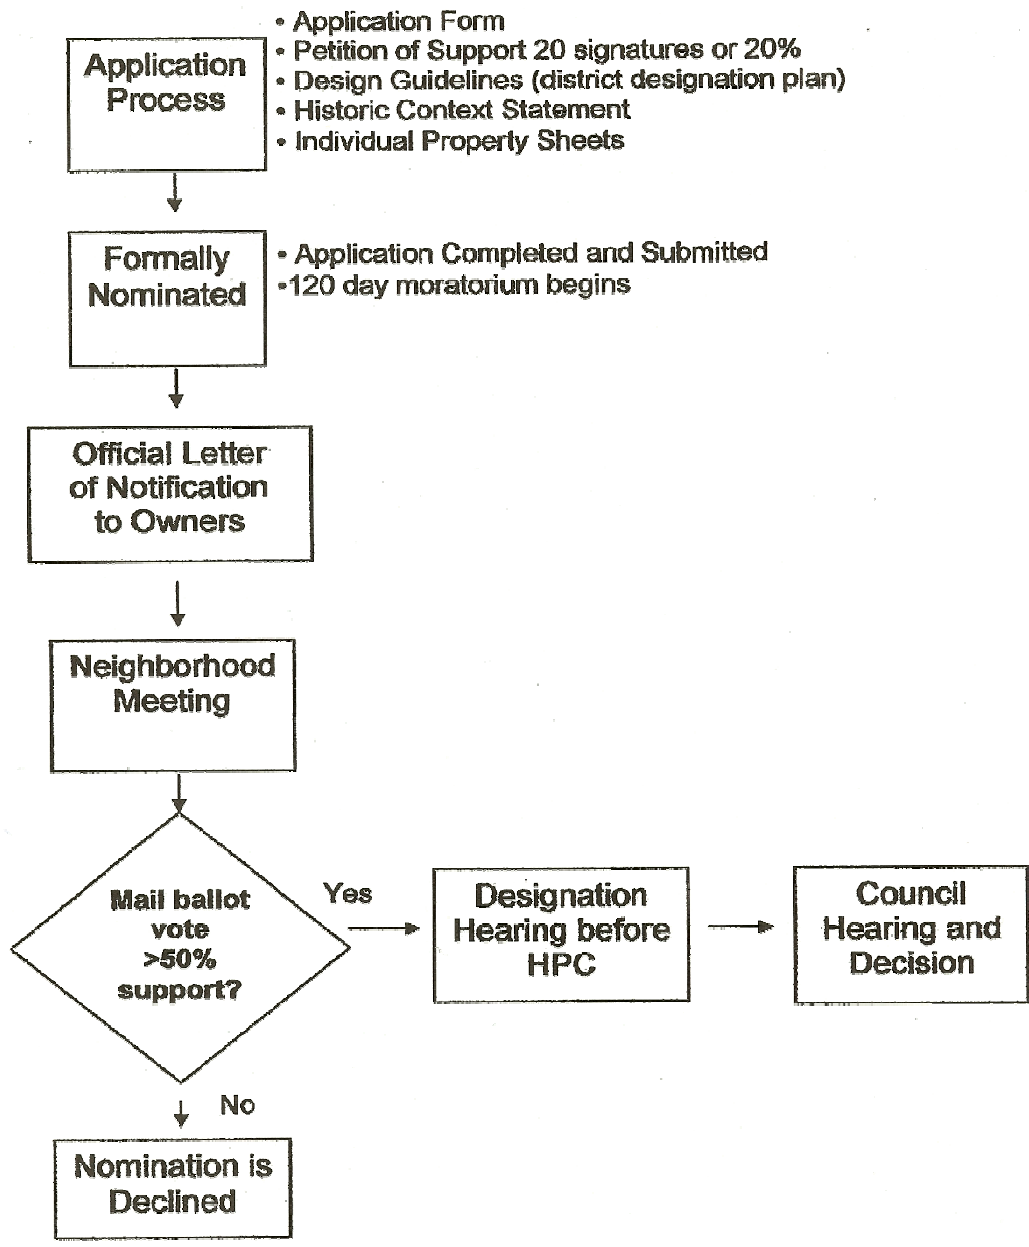 Application
Process
• Application Form
• Petition of Support 20 signatures or 20%
• Design Guidelines (district designation plan)
• Historic Context Statement
• Individual Property Sheets
Formally
Nominated
• Application Completed and Submitted
•120 day moratorium begins
Official Letter
of Notification
to Owners
Neighborhood
Meeting
Mail ballot
vote
>50%
support?
Yes
Designation
Hearing before
HPC
Council
Hearing and
Decision
No
Nomination is
Declined